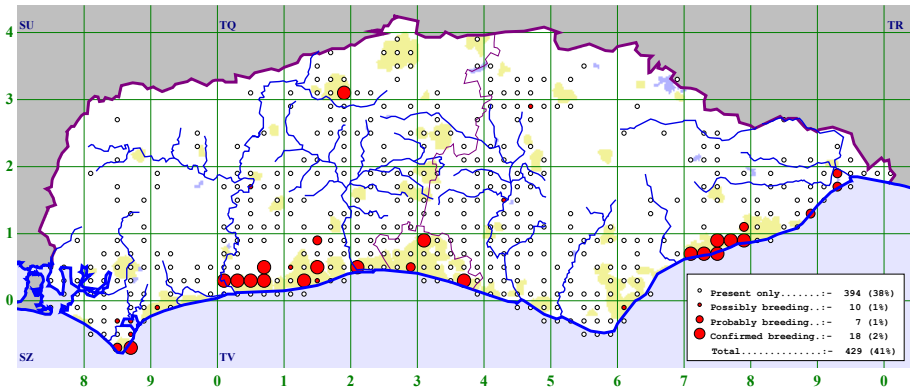 SU TQ TR
4
3
2
1
0
SZ TV
8 9 0 1 2 3 4 5 6 7 8 9 0
Present only.......:- 394 (38%)
Possibly breeding..:- 10 (1%)
Probably breeding..:- 7 (1%)
Confirmed breeding.:- 18 (2%)
Total..............:- 429 (41%)